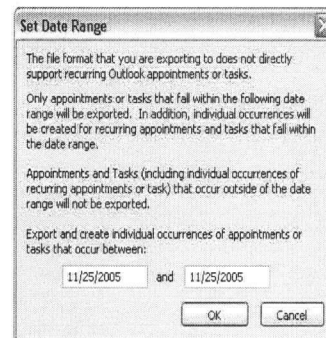 Set Date Range
The file format that you are exporting to does not directly
support recurring Outlook appointments or tasks.
Only appointments or tasks that fall within the following date
range will be exported. In addition, individual occurrences will
be created for recurring appointments and tasks that fall within
the date range.
Appointments and Tasks (including individual occurrences of
recurring appointments or task) that occur outside of the date
range will not be exported.
Export and create individual occurrences of appointments or
tasks that occur between:
11/25/2005 and 11/25/2005
OK Cancel